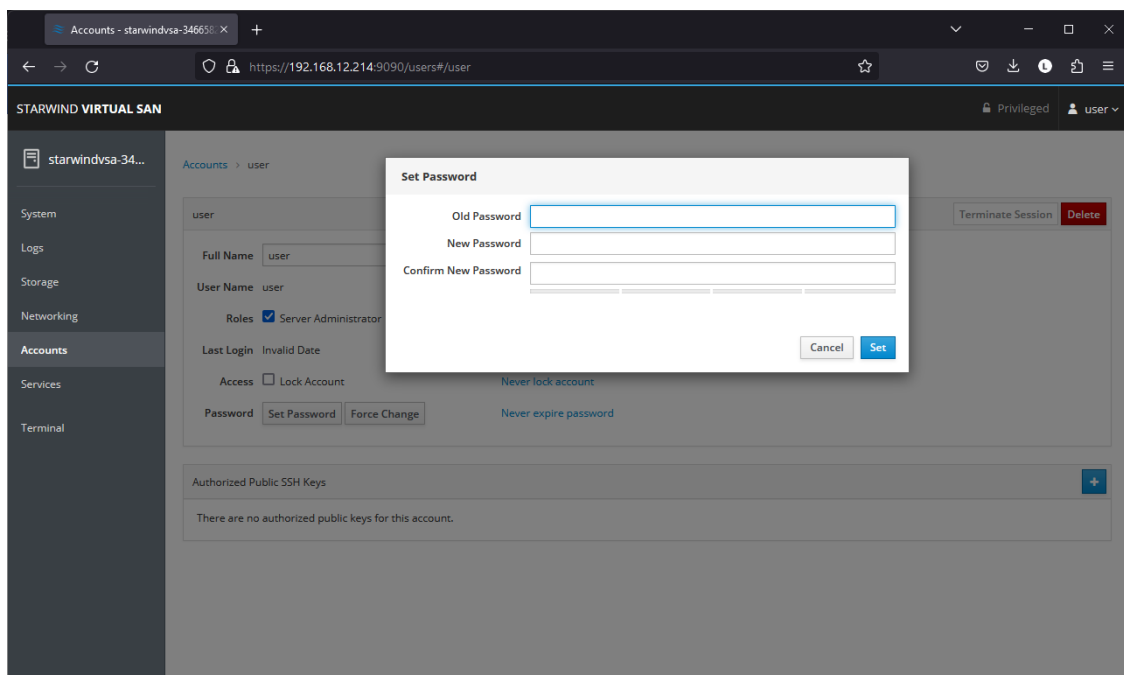 Accounts - starwindvsa-346658
https://192.168.12.214:9090/users#/user
L
STARWIND VIRTUAL SAN
Privileged
user
starwindvsa-34...
System
Logs
Storage
Networking
Accounts
Services
Terminal
Accounts > user
user
Terminate Session
Delete
Full Name user
User Name user
Roles Server Administrator
Last Login Invalid Date
Access Lock Account Never lock account
Password Set Password Force Change Never expire password
Authorized Public SSH Keys
There are no authorized public keys for this account.
Set Password
Old Password
New Password
Confirm New Password
Cancel Set